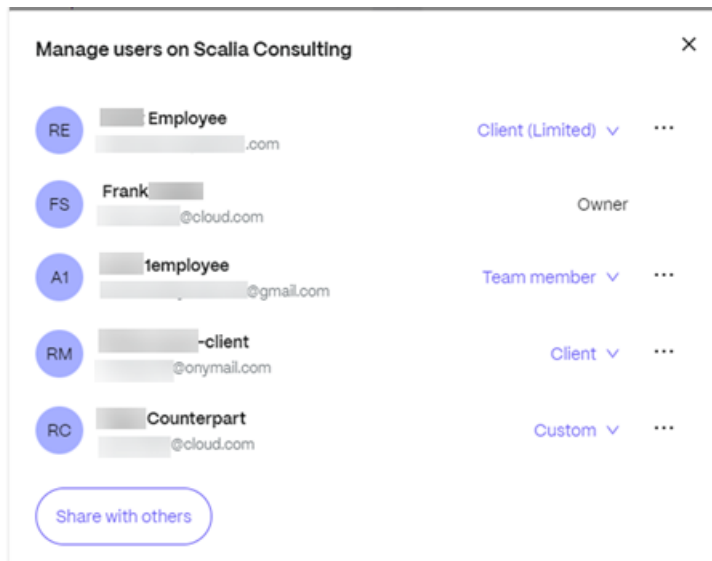 Manage users on Scalia Consulting
RE
Employee
Client (Limited)
...
.com
FS
Frank
Owner
@cloud.com
A1
1employee
Team member
...
@gmail.com
RM
-client
Client
...
@onymail.com
RC
Counterpart
Custom
...
@cloud.com
Share with others